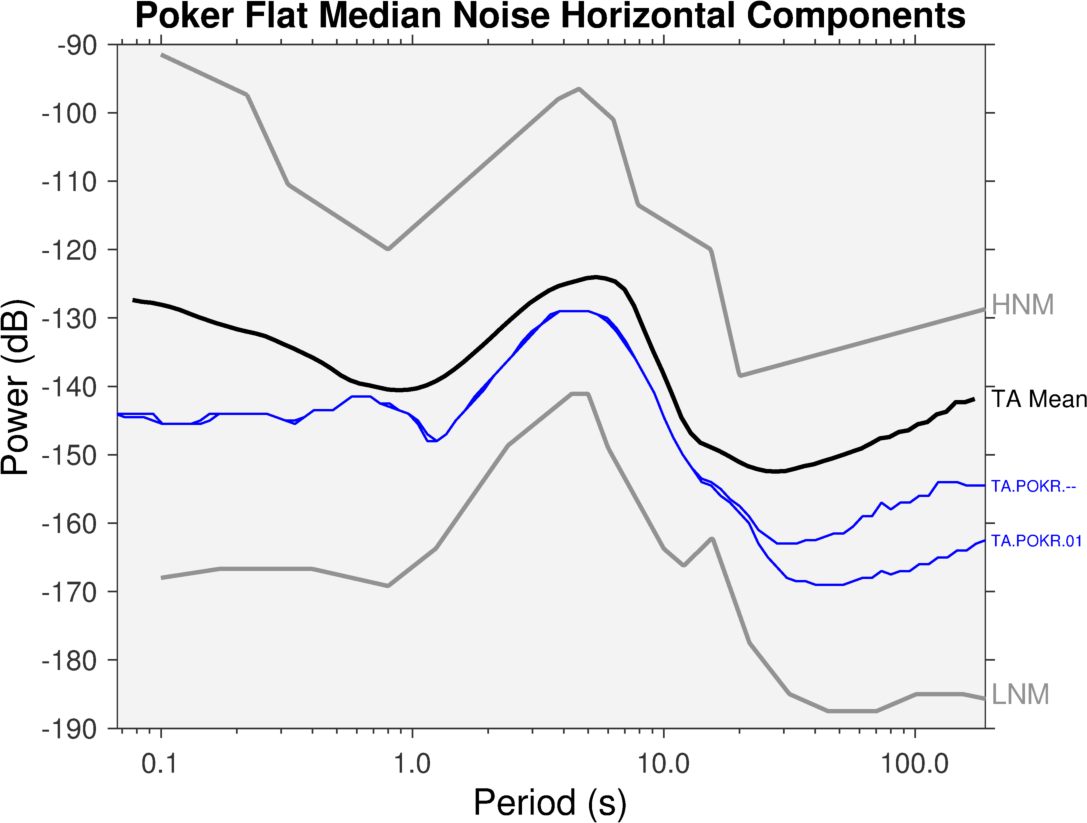 Poker Flat Median Noise Horizontal Components
-90
-100
-110
-120
-130
-140
-150
-160
-170
-180
-190
Power (dB)
HNM
TA Mean
TA.POKR.--
TA.POKR.01
LNM
0.1
1.0
10.0
100.0
Period (s)